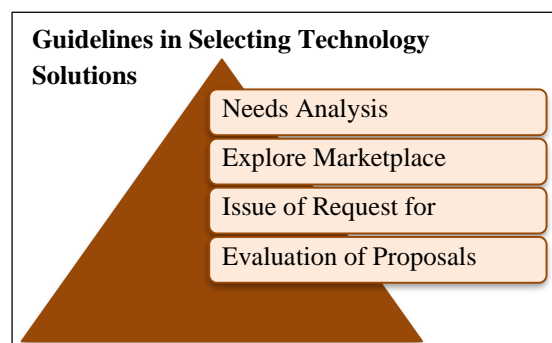 Guidelines in Selecting Technology
Solutions
Needs Analysis
Explore Marketplace
Issue of Request for
Evaluation of Proposals